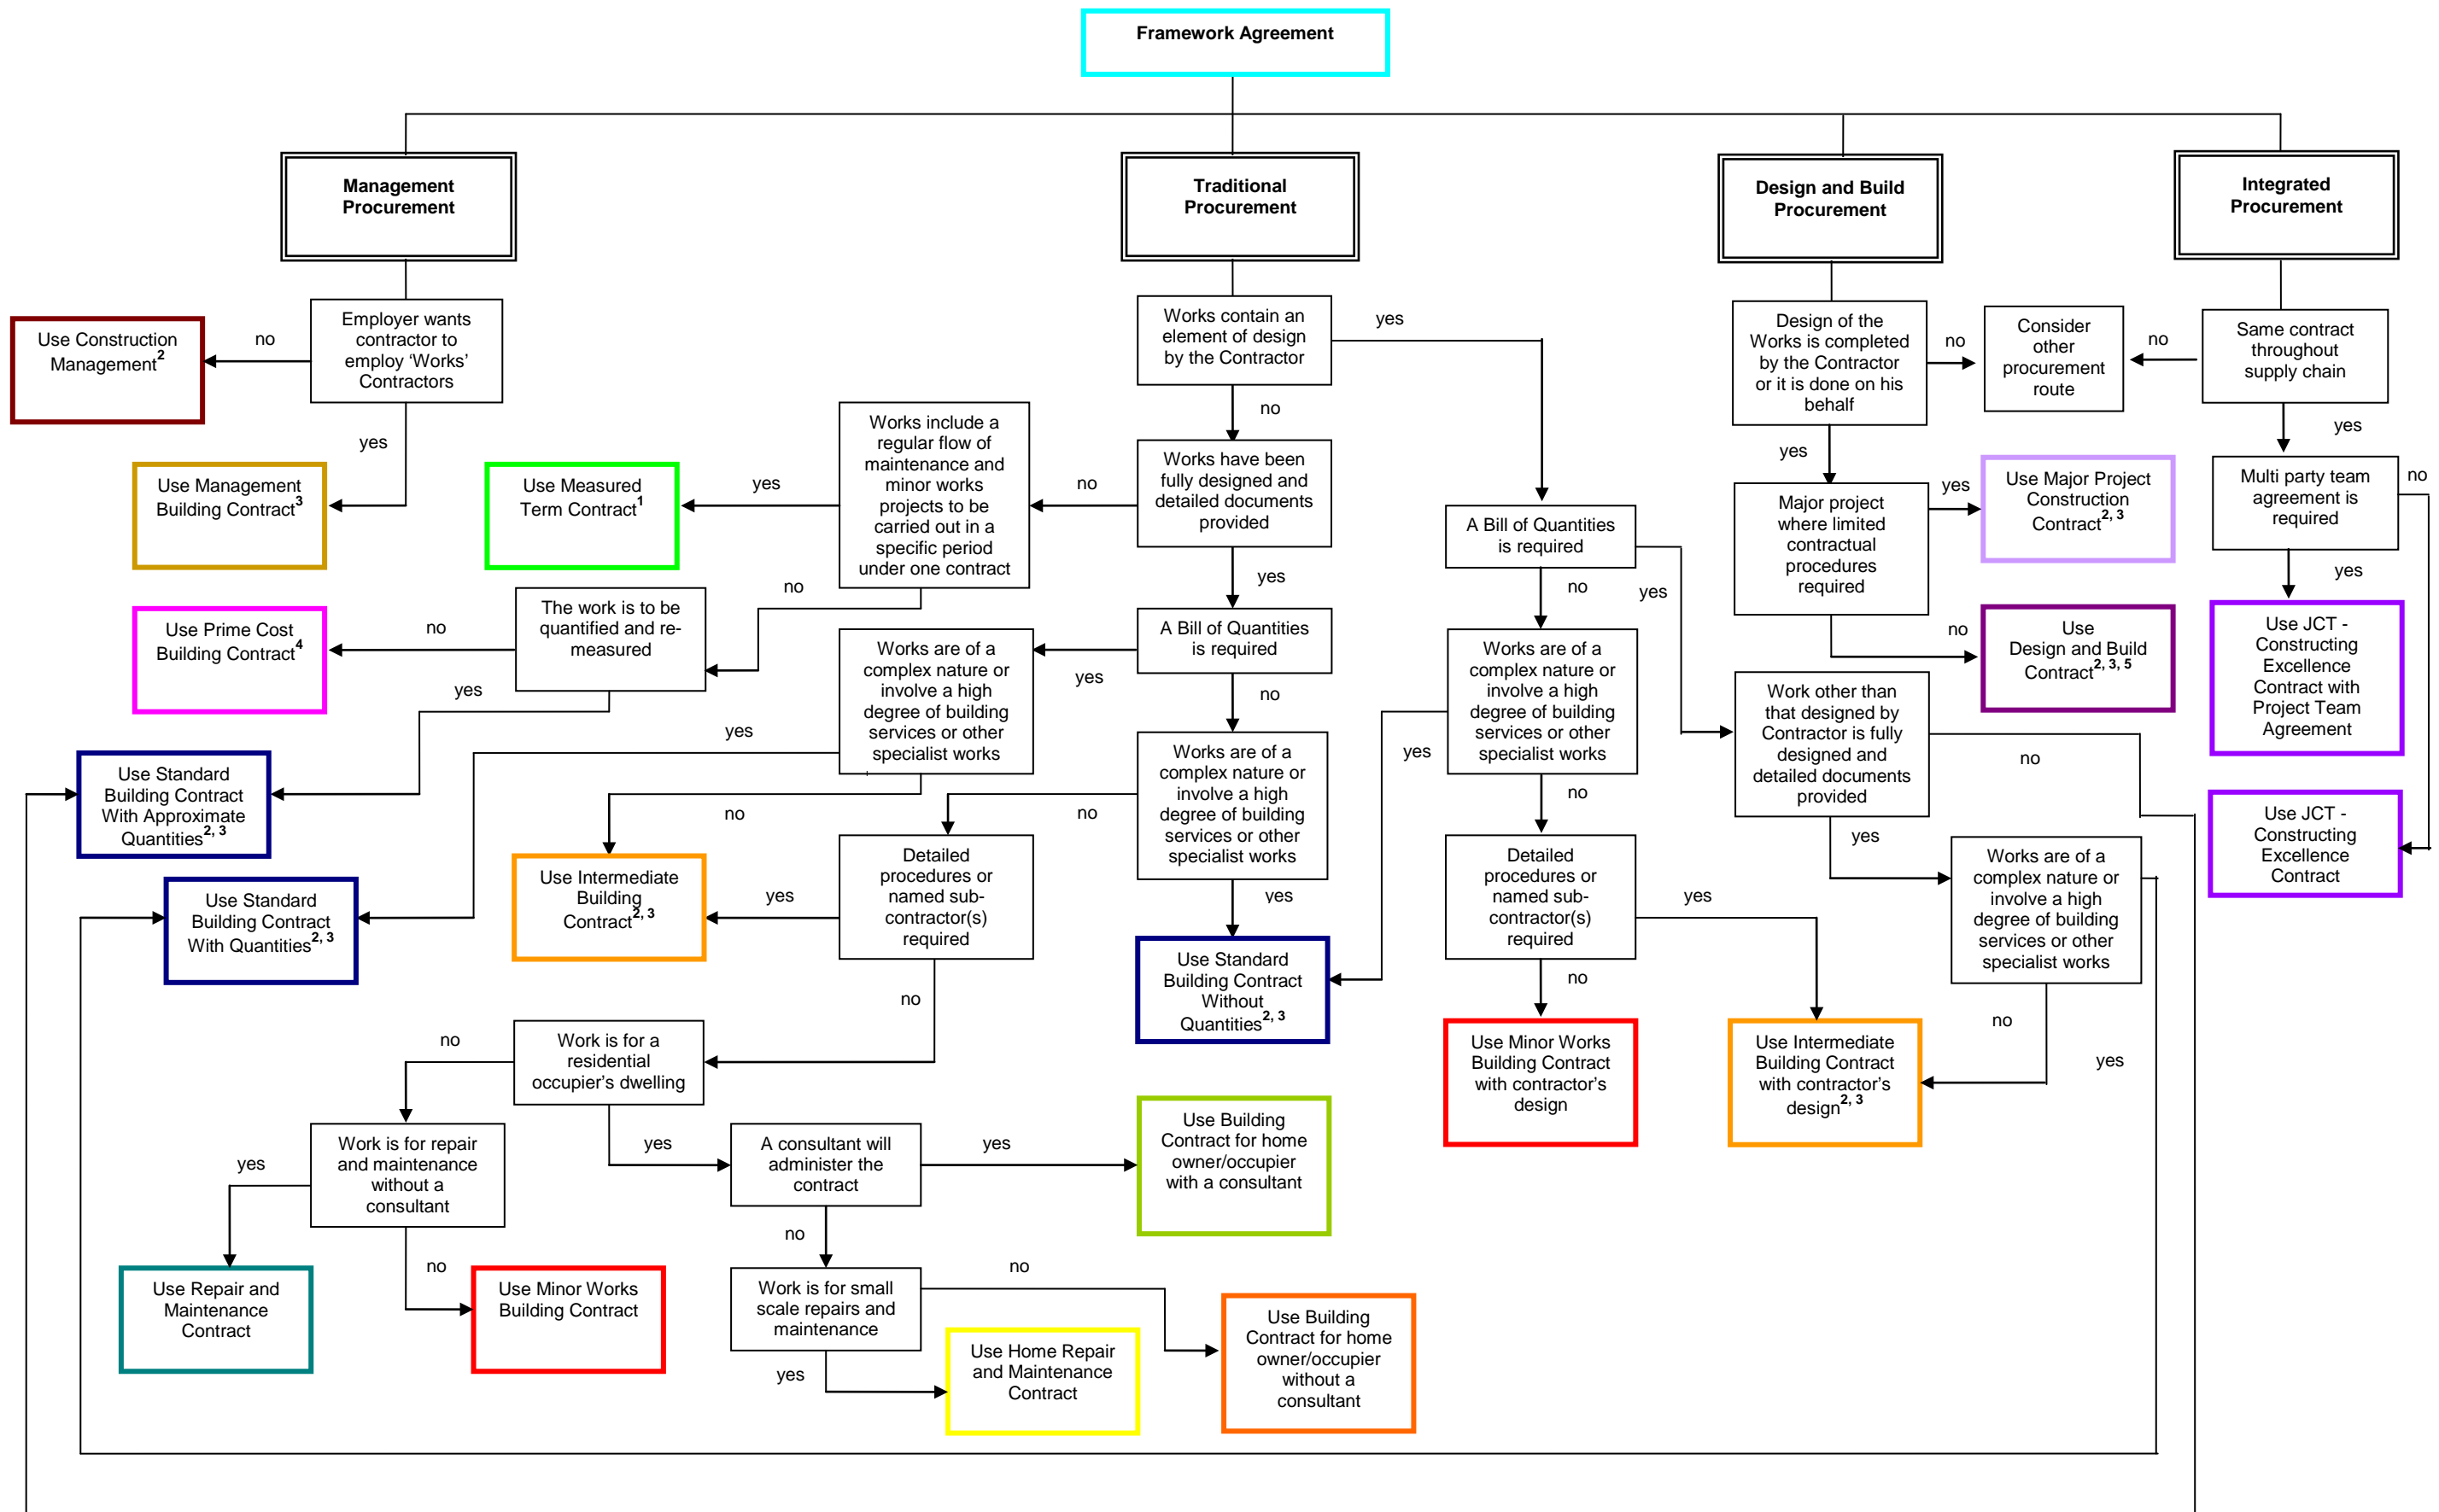 Framework Agreement
Management
Procurement
Traditional
Procurement
Design and Build
Procurement
Integrated
Procurement
Use Construction
Management2
no
Employer wants
contractor to
employ ‘Works’
Contractors
yes
Use Management
Building Contract3
Works contain an
element of design
by the Contractor
yes
no
Works include a
regular flow of
maintenance and
minor works
projects to be
carried out in a
specific period
under one contract
yes
Use Measured
Term Contract1
no
Works have been
fully designed and
detailed documents
provided
no
yes
The work is to be
quantified and re-
measured
no
Use Prime Cost
Building Contract4
yes
Use Standard
Building Contract
With Approximate
Quantities2, 3
A Bill of Quantities
is required
yes
no
Works are of a
complex nature or
involve a high
degree of building
services or other
specialist works
yes
no
Use Standard
Building Contract
With Quantities2, 3
Use Intermediate
Building
Contract2, 3
Works are of a
complex nature or
involve a high
degree of building
services or other
specialist works
no
yes
Detailed
procedures or
named sub-
contractor(s)
required
yes
no
Use Standard
Building Contract
Without
Quantities2, 3
Work is for a
residential
occupier’s dwelling
no
yes
Work is for repair
and maintenance
without a
consultant
yes
no
Use Repair and
Maintenance
Contract
Use Minor Works
Building Contract
A consultant will
administer the
contract
yes
no
Use Building
Contract for home
owner/occupier
with a consultant
Work is for small
scale repairs and
maintenance
no
yes
Use Home Repair
and Maintenance
Contract
Use Building
Contract for home
owner/occupier
without a
consultant
A Bill of Quantities
is required
no
yes
Works are of a
complex nature or
involve a high
degree of building
services or other
specialist works
yes
no
Detailed
procedures or
named sub-
contractor(s)
required
yes
no
Use Minor Works
Building Contract
with contractor’s
design
Use Intermediate
Building Contract
with contractor’s
design2, 3
Work other than
that designed by
Contractor is fully
designed and
detailed documents
provided
no
yes
Works are of a
complex nature or
involve a high
degree of building
services or other
specialist works
no
yes
Design of the
Works is completed
by the Contractor
or it is done on his
behalf
no
yes
Consider
other
procurement
route
Major project
where limited
contractual
procedures
required
yes
no
Use Major Project
Construction
Contract2, 3
Use
Design and Build
Contract2, 3, 5
Same contract
throughout
supply chain
no
yes
Multi party team
agreement is
required
no
yes
Use JCT -
Constructing
Excellence
Contract with
Project Team
Agreement
Use JCT -
Constructing
Excellence
Contract